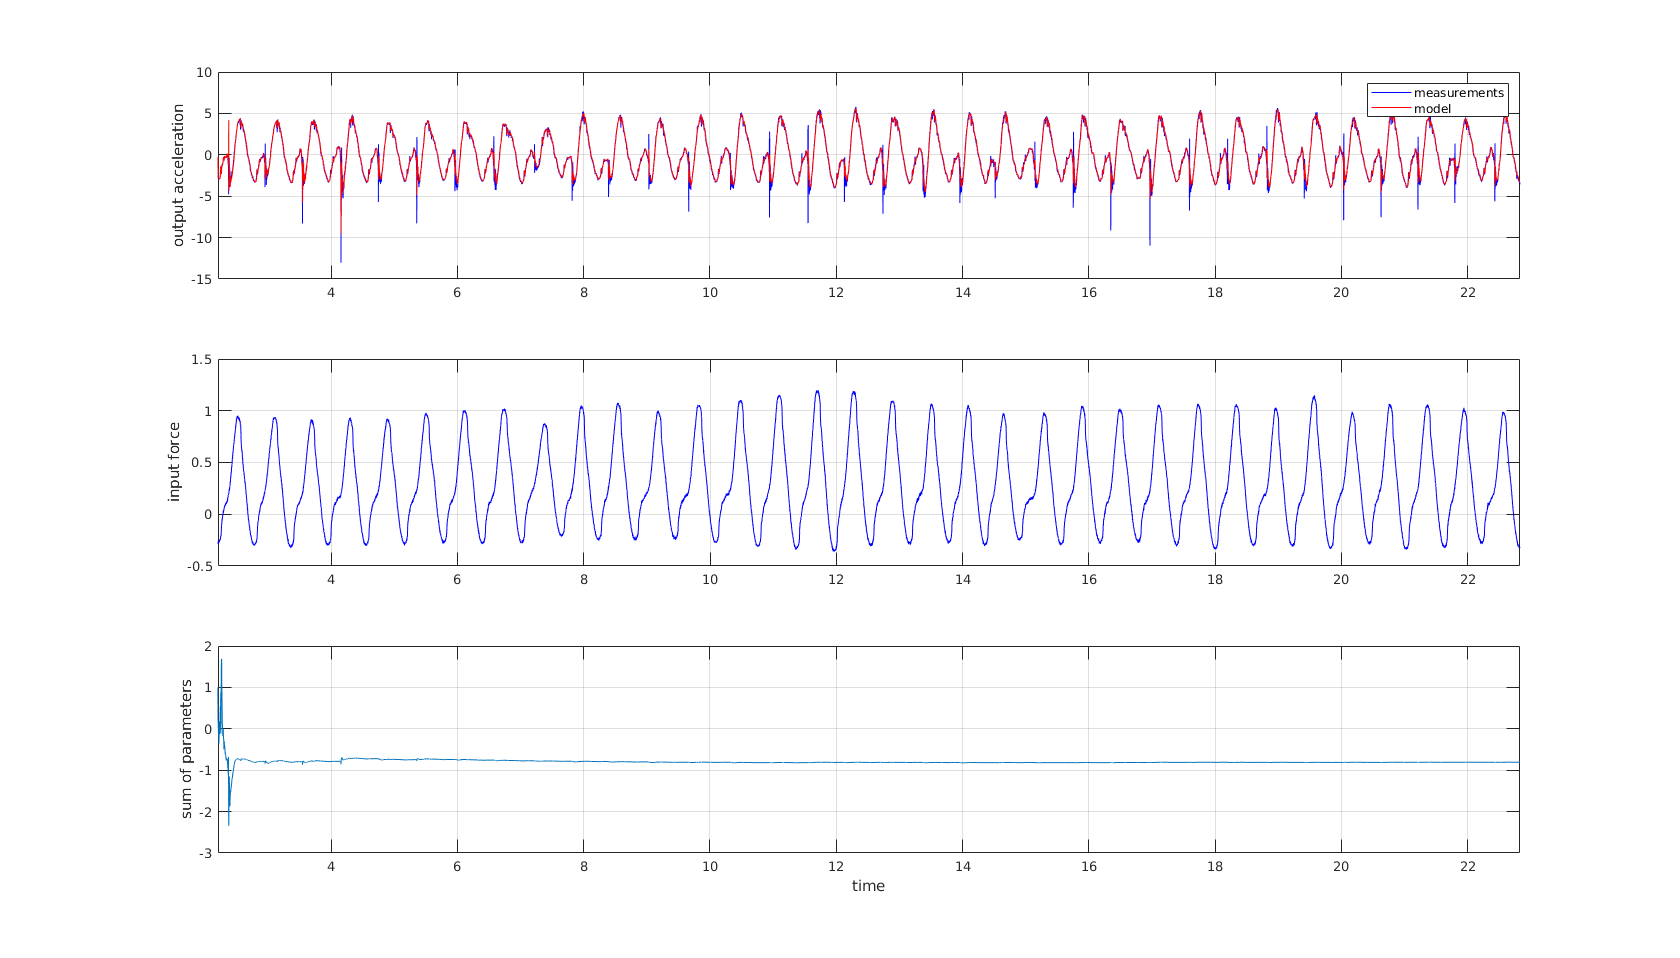 10
5
0
-5
-10
-15
output acceleration
measurements
model
4 6 8 10 12 14 16 18 20 22
1.5
1
0.5
0
-0.5
input force
4 6 8 10 12 14 16 18 20 22
2
1
0
-1
-2
-3
sum of parameters
4 6 8 10 12 14 16 18 20 22
time